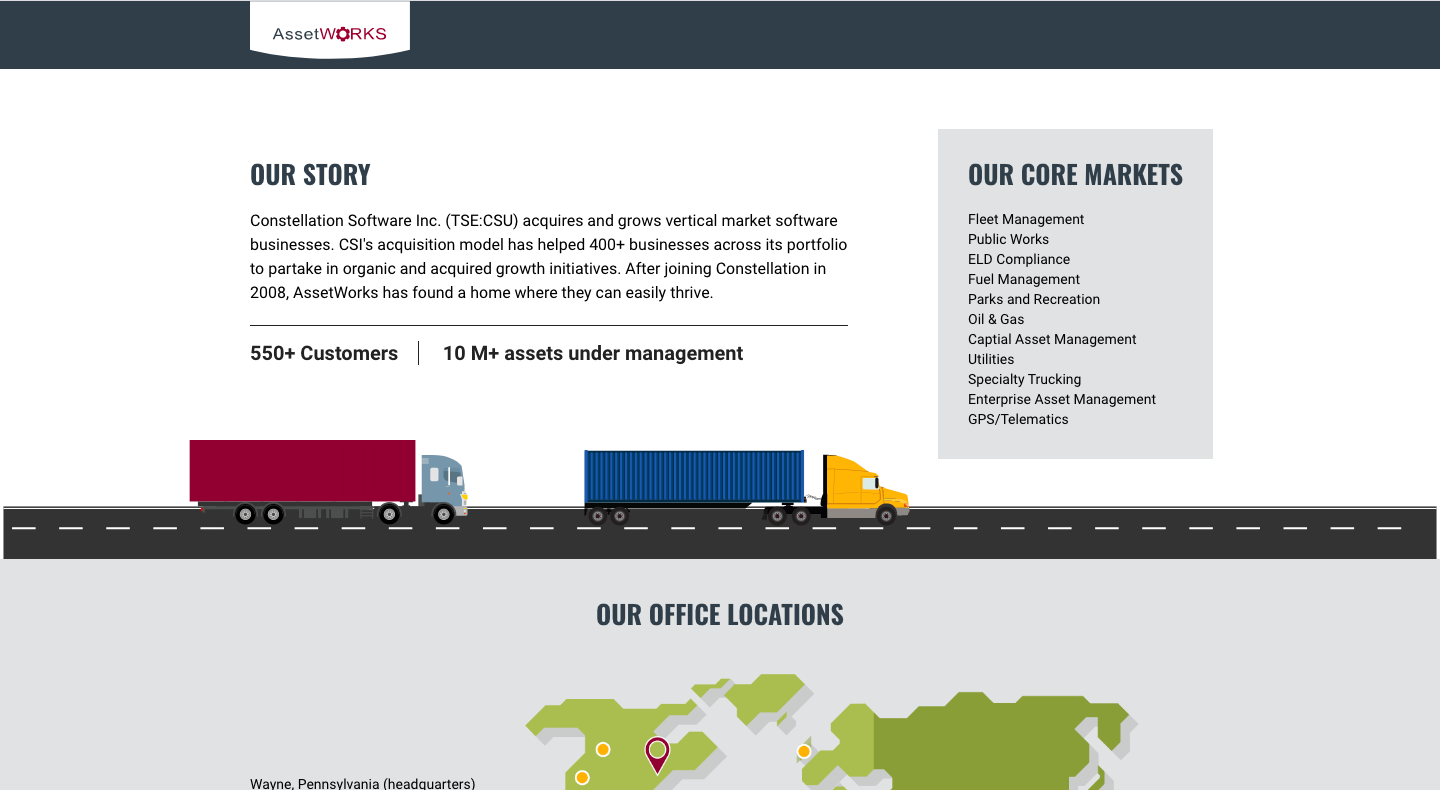 AssetWORKS
OUR STORY
Constellation Software Inc. (TSE:CSU) acquires and grows vertical market software
businesses. CSI's acquisition model has helped 400+ businesses across its portfolio
to partake in organic and acquired growth initiatives. After joining Constellation in
2008, AssetWorks has found a home where they can easily thrive.
550+ Customers
10 M+ assets under management
OUR CORE MARKETS
Fleet Management
Public Works
ELD Compliance
Fuel Management
Parks and Recreation
Oil & Gas
Captial Asset Management
Utilities
Specialty Trucking
Enterprise Asset Management
GPS/Telematics
OUR OFFICE LOCATIONS
Wayne, Pennsylvania (headquarters)